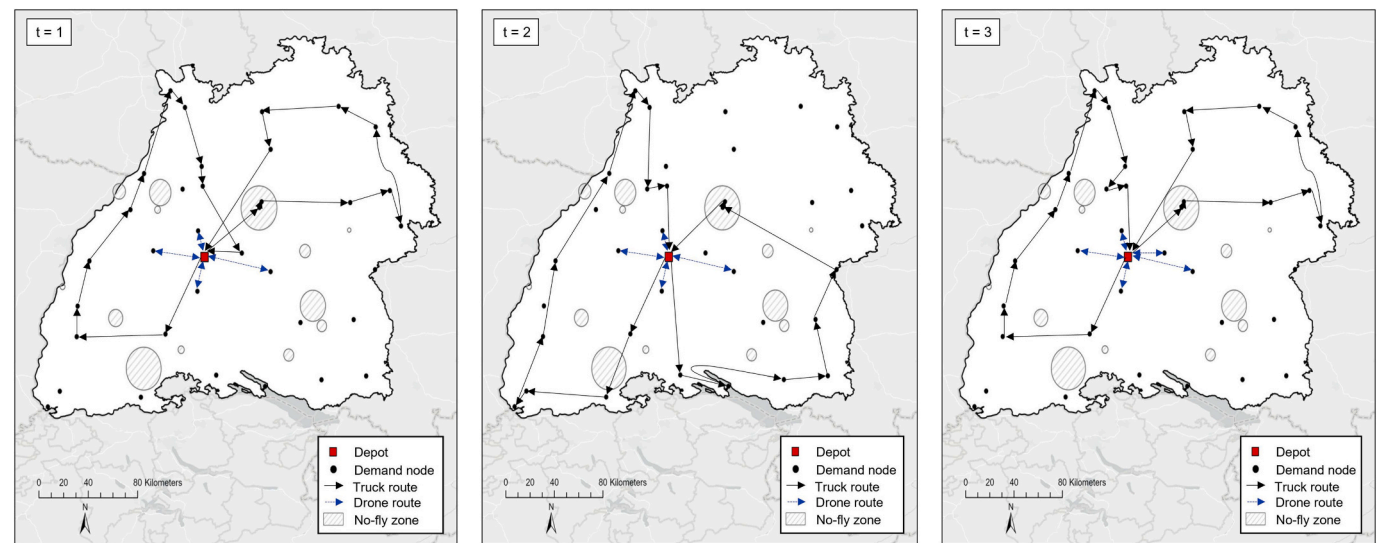 t = 1
Depot
Demand node
Truck route
Drone route
No-fly zone
0 20 40 80 Kilometers
N
t = 2
Depot
Demand node
Truck route
Drone route
No-fly zone
0 20 40 80 Kilometers
N
t = 3
Depot
Demand node
Truck route
Drone route
No-fly zone
0 20 40 80 Kilometers
N